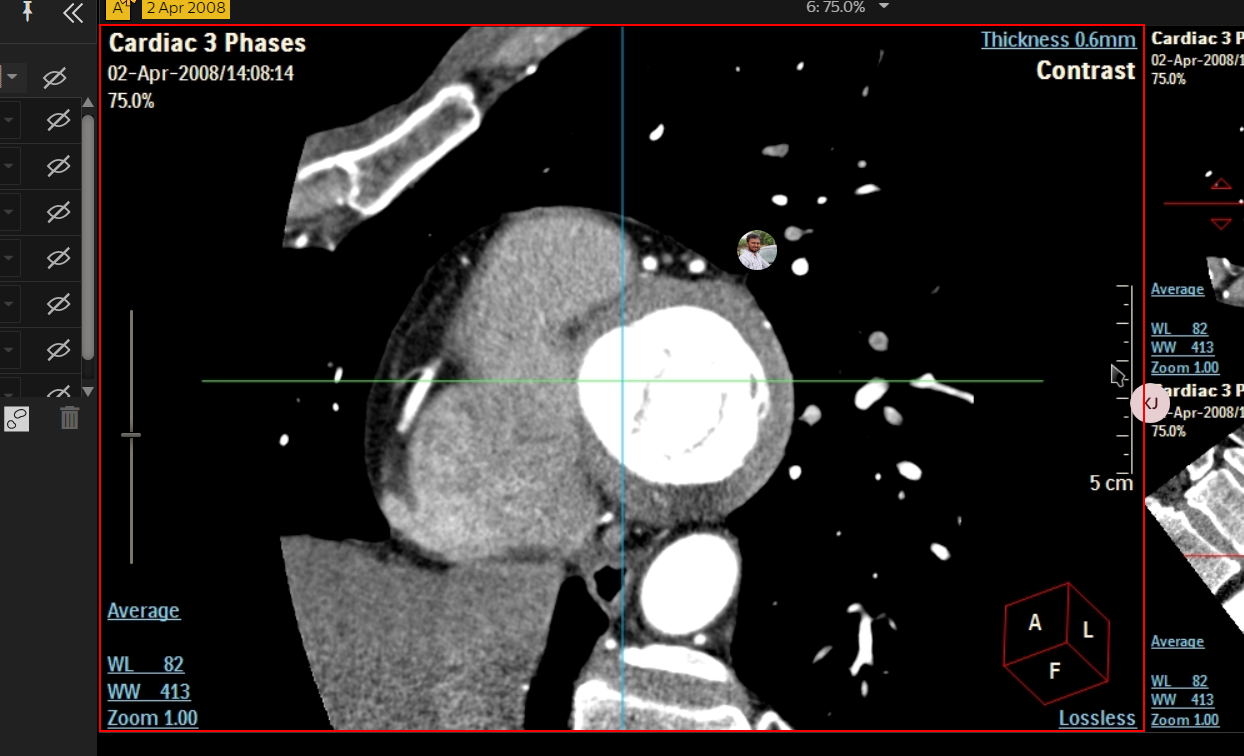 A
2 Apr 2008
6: 75.0%
Cardiac 3 Phases
02-Apr-2008/14:08:14
75.0%
Thickness 0.6mm
Contrast
5 cm
Average
WL 82
WW 413
Zoom 1.00
A
L
F
Lossless
Cardiac 3 P
02-Apr-2008/1
75.0%
Average
WL 82
WW 413
Zoom 1.00
ardiac 3 P
KJ
-Apr-2008/1
75.0%
Average
WL 82
WW 413
Zoom 1.00